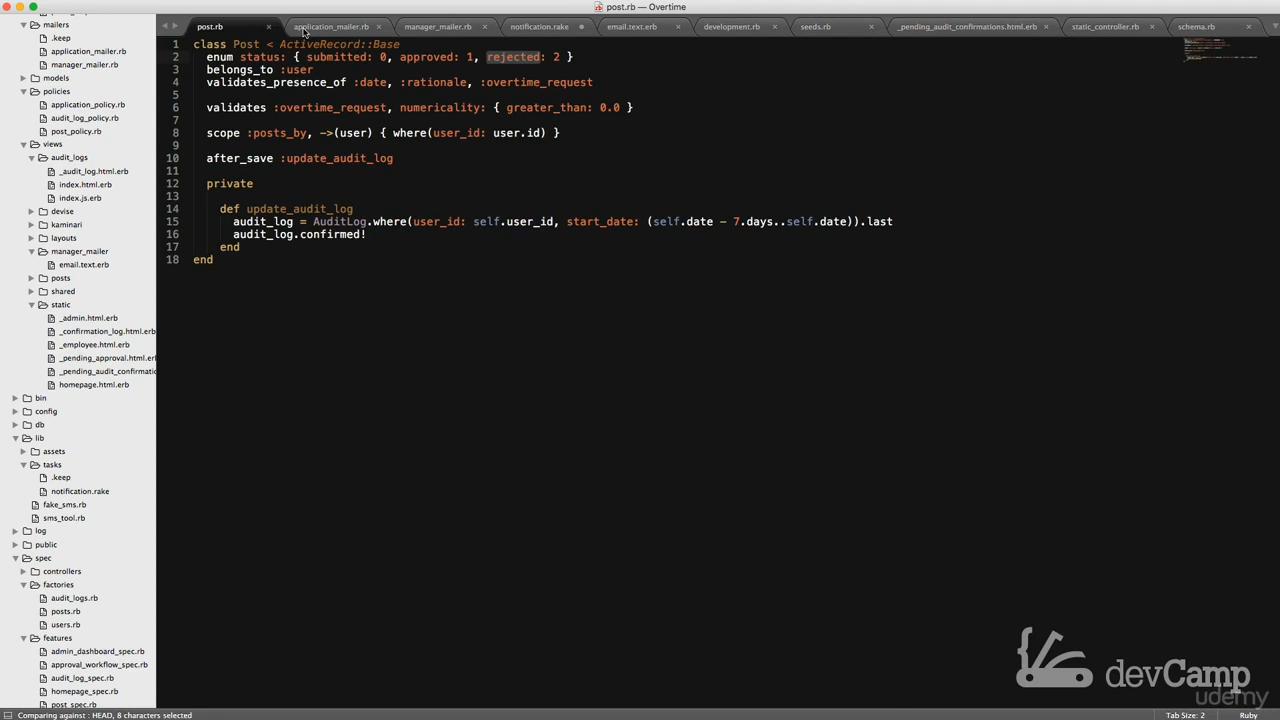 post.rb — Overtime
post.rb application_mailer.rb manager_mailer.rb notification.rake email.text.erb development.rb seeds.rb _pending_audit_confirmations.html.erb static_controller.rb schema.rb
mailers
.keep
application_mailer.rb
manager_mailer.rb
models
policies
application_policy.rb
audit_log_policy.rb
post_policy.rb
views
audit_logs
_audit_log.html.erb
index.html.erb
index.js.erb
devise
kaminari
layouts
manager_mailer
email.text.erb
posts
shared
static
_admin.html.erb
_confirmation_log.html.erb
_employee.html.erb
_pending_approval.html.erb
_pending_audit_confirmatic
homepage.html.erb
bin
config
db
lib
assets
tasks
.keep
notification.rake
fake_sms.rb
sms_tool.rb
log
public
spec
controllers
factories
audit_logs.rb
posts.rb
users.rb
features
admin_dashboard_spec.rb
approval_workflow_spec.rb
audit_log_spec.rb
homepage_spec.rb
post_spec.rb
1 class Post < ActiveRecord::Base
2 enum status: { submitted: 0, approved: 1, rejected: 2 }
3 belongs_to :user
4 validates_presence_of :date, :rationale, :overtime_request
5
6 validates :overtime_request, numericality: { greater_than: 0.0 }
7
8 scope :posts_by, ->(user) { where(user_id: user.id) }
9
10 after_save :update_audit_log
11
12 private
13
14 def update_audit_log
15 audit_log = AuditLog.where(user_id: self.user_id, start_date: (self.date - 7.days..self.date)).last
16 audit_log.confirmed!
17 end
18 end
devCamp
udemy
Comparing against : HEAD, 8 characters selected
Tab Size: 2 Ruby